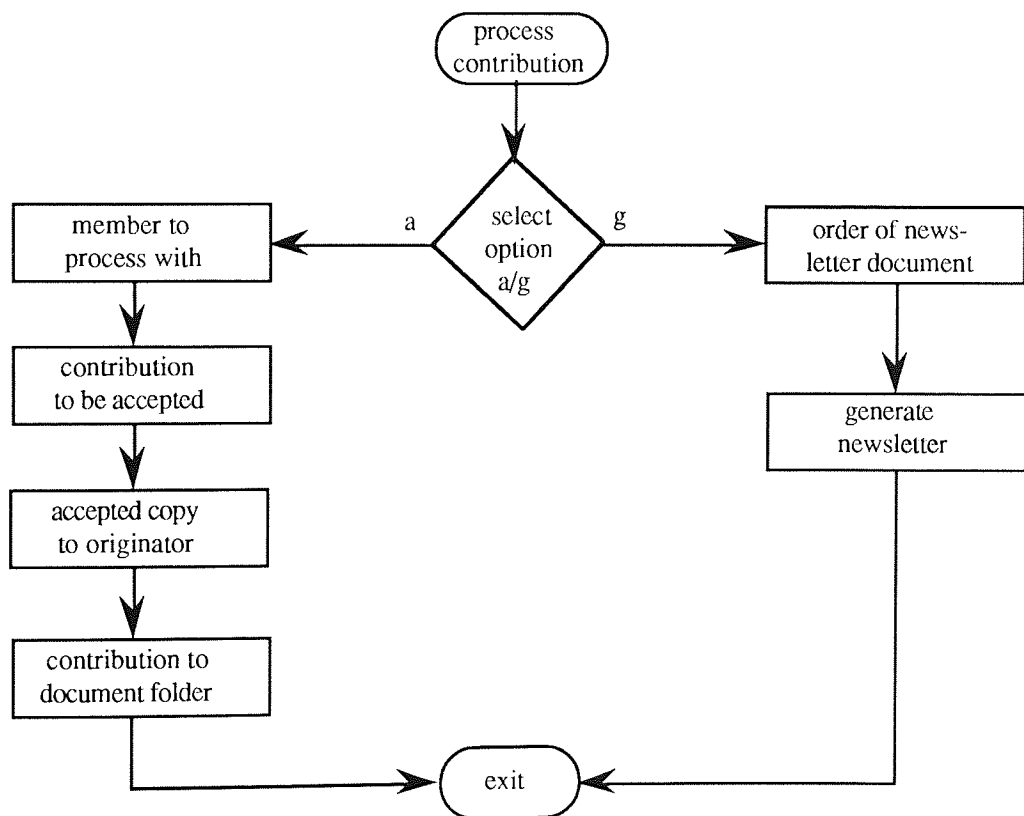 process
contribution
select
option
a/g
a
g
member to
process with
contribution
to be accepted
accepted copy
to originator
contribution to
document folder
order of news-
letter document
generate
newsletter
exit